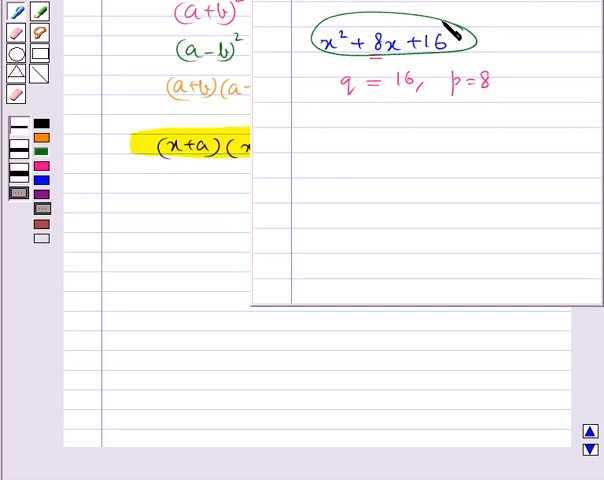 (a+b)²
(a-b)²
(a+b)(a-
(x+a)(x
x² + 8x + 16
q = 16, p = 8